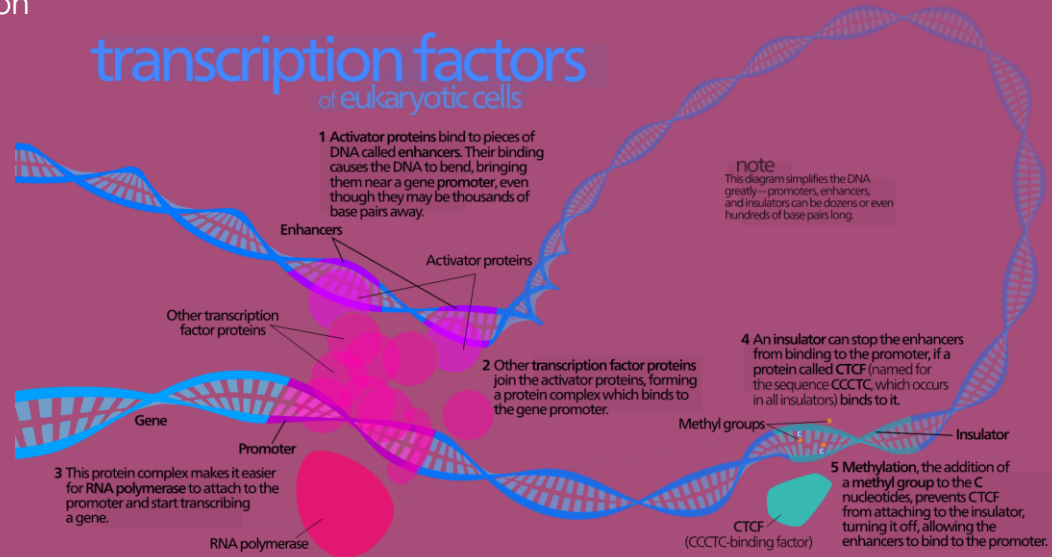 on
transcription factors
of eukaryotic cells
1 Activator proteins bind to pieces of
DNA called enhancers. Their binding
causes the DNA to bend, bringing
them near a gene promoter, even
though they may be thousands of
base pairs away.
note
This diagram simplifies the DNA
greatly—promoters, enhancers,
and insulators can be dozens or even
hundreds of base pairs long.
Enhancers
Activator proteins
Other transcription
factor proteins
2 Other transcription factor proteins
join the activator proteins, forming
a protein complex which binds to
the gene promoter.
4 An insulator can stop the enhancers
from binding to the promoter, if a
protein called CTCF (named for
the sequence CCCTC, which occurs
in all insulators) binds to it.
Gene
Promoter
Methyl groups
Insulator
C
C
3 This protein complex makes it easier
for RNA polymerase to attach to the
promoter and start transcribing
a gene.
5 Methylation, the addition of
a methyl group to the C
nucleotides, prevents CTCF
from attaching to the insulator,
turning it off, allowing the
enhancers to bind to the promoter.
RNA polymerase
CTCF
(CCCTC-binding factor)